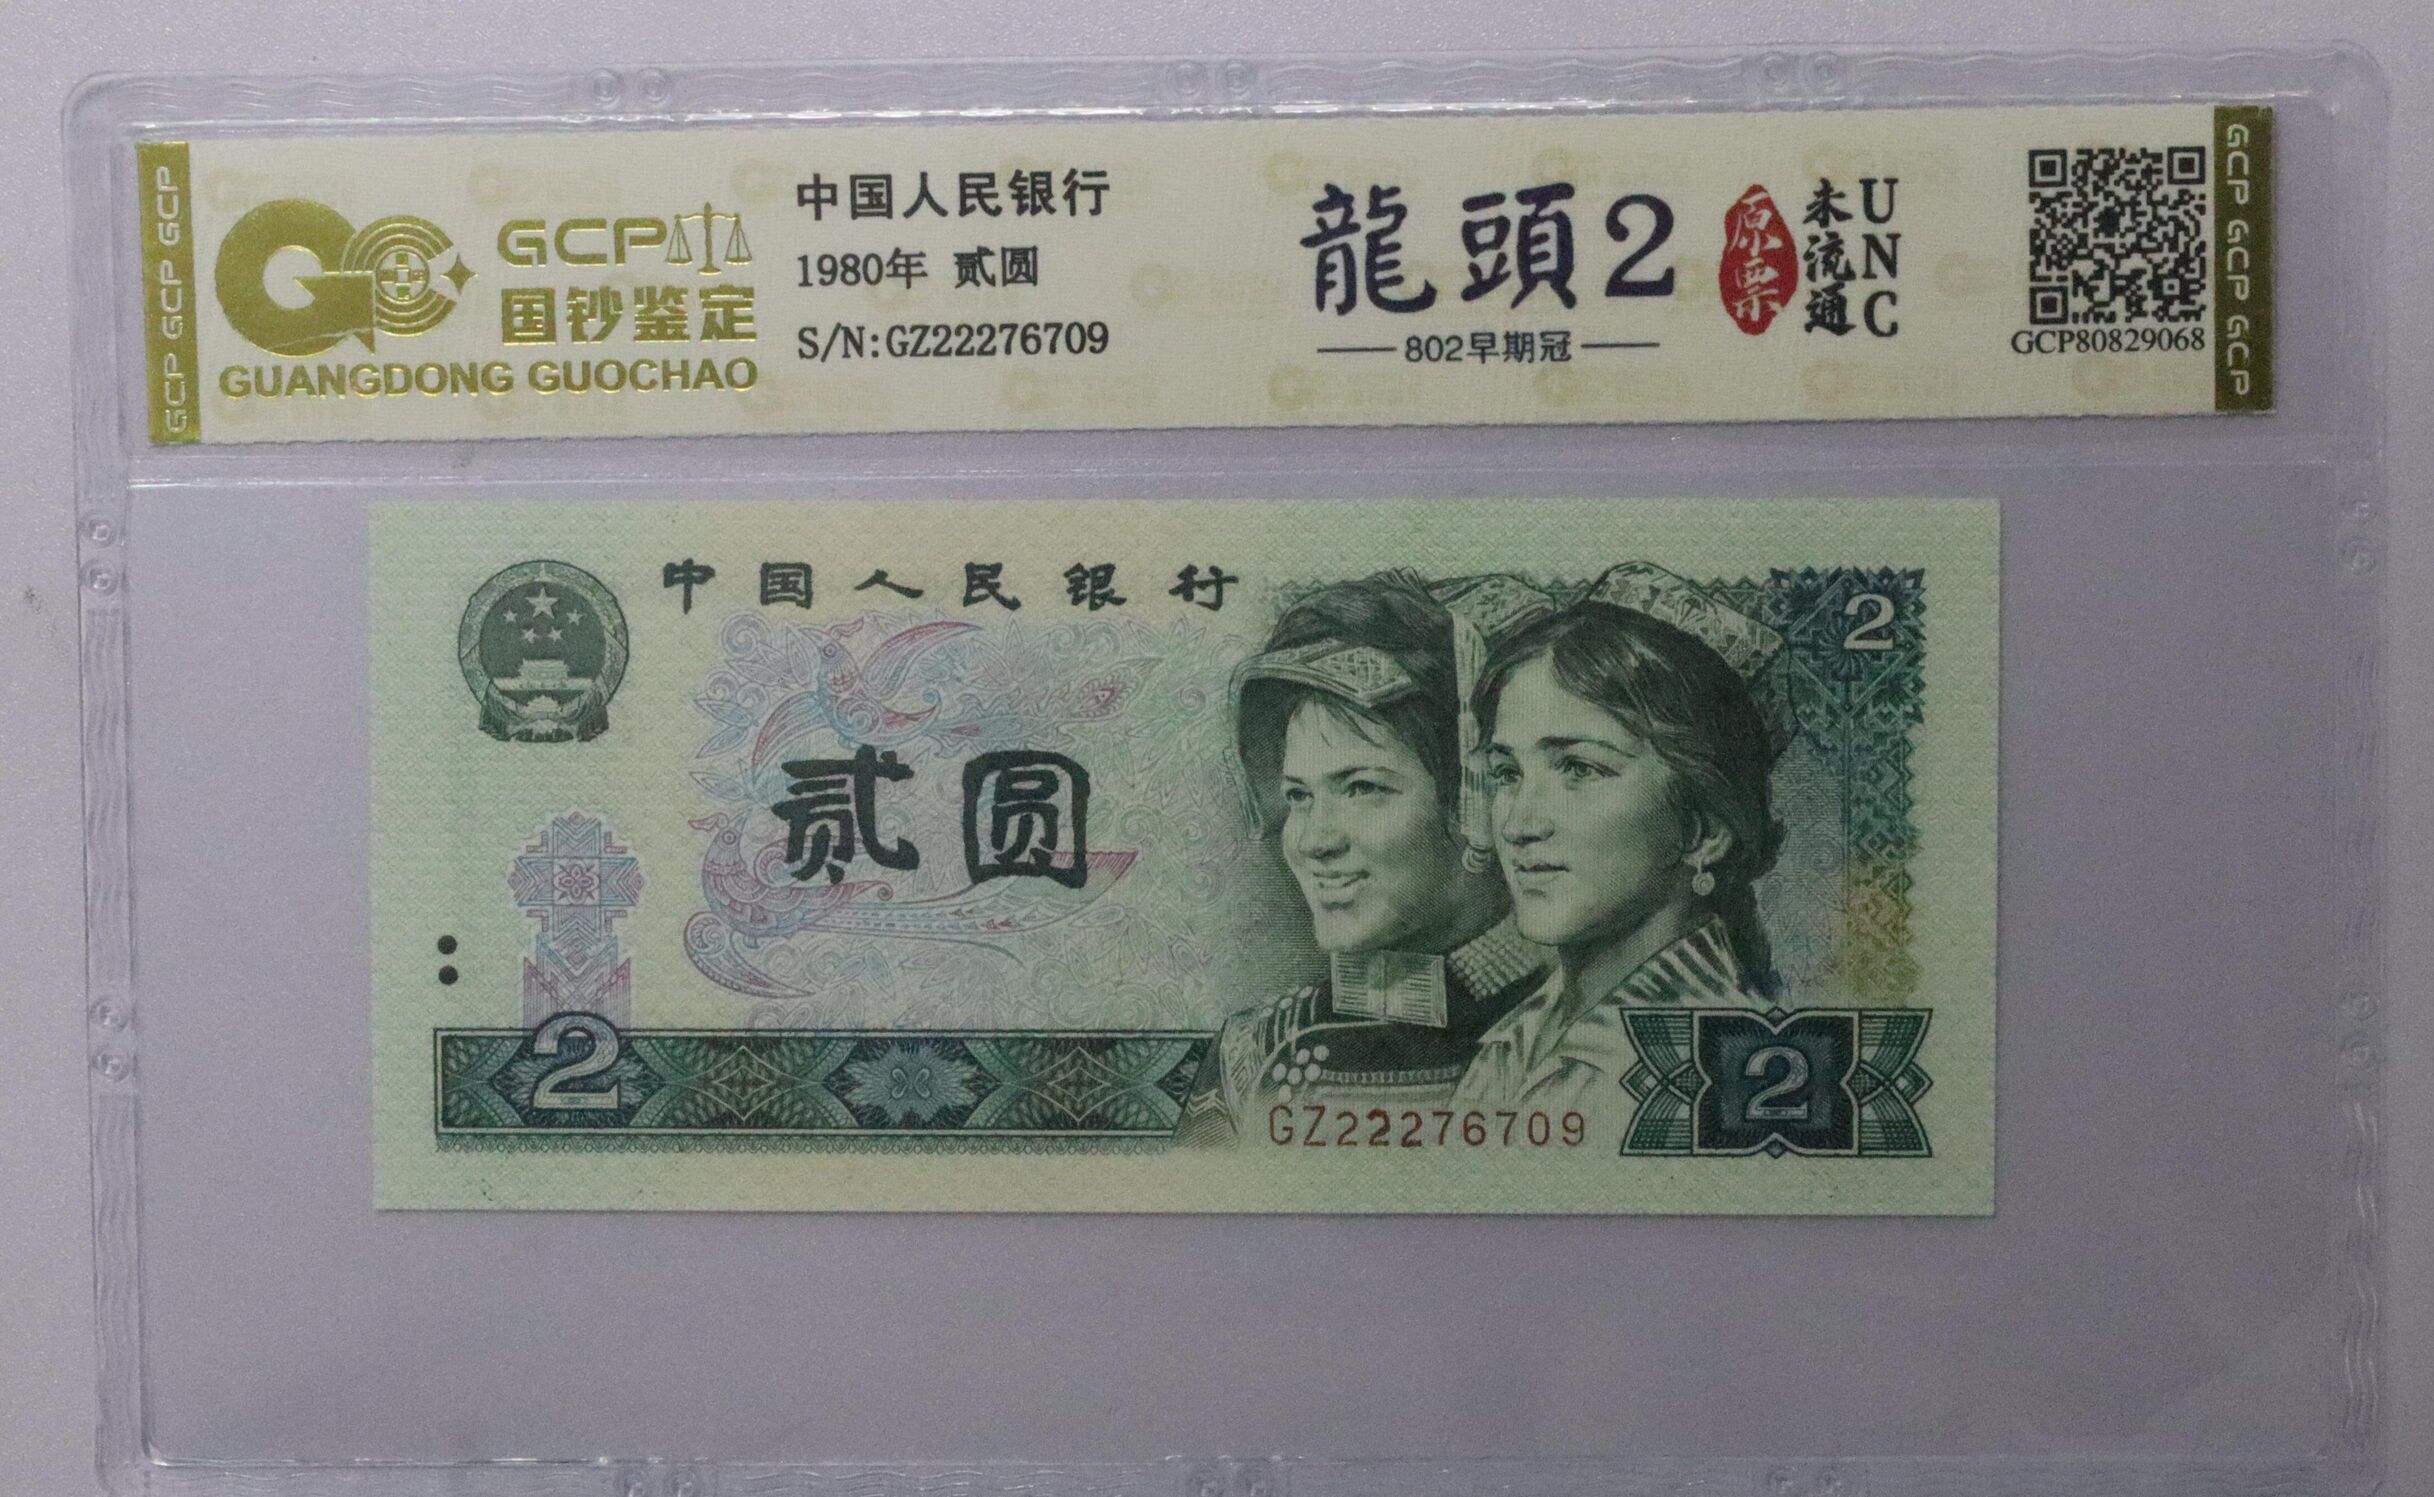 GCP GCP GCP
GCP
国钞鉴定
GUANGDONG GUOCHAO
中国人民银行
1980年 贰圆
S/N:GZ22276709
龍頭2
802早期冠
原票
未流通
UNC
GCP80829068
GCP GCP GCP
中国人民银行
2
贰圆
2
GZ22276709
2